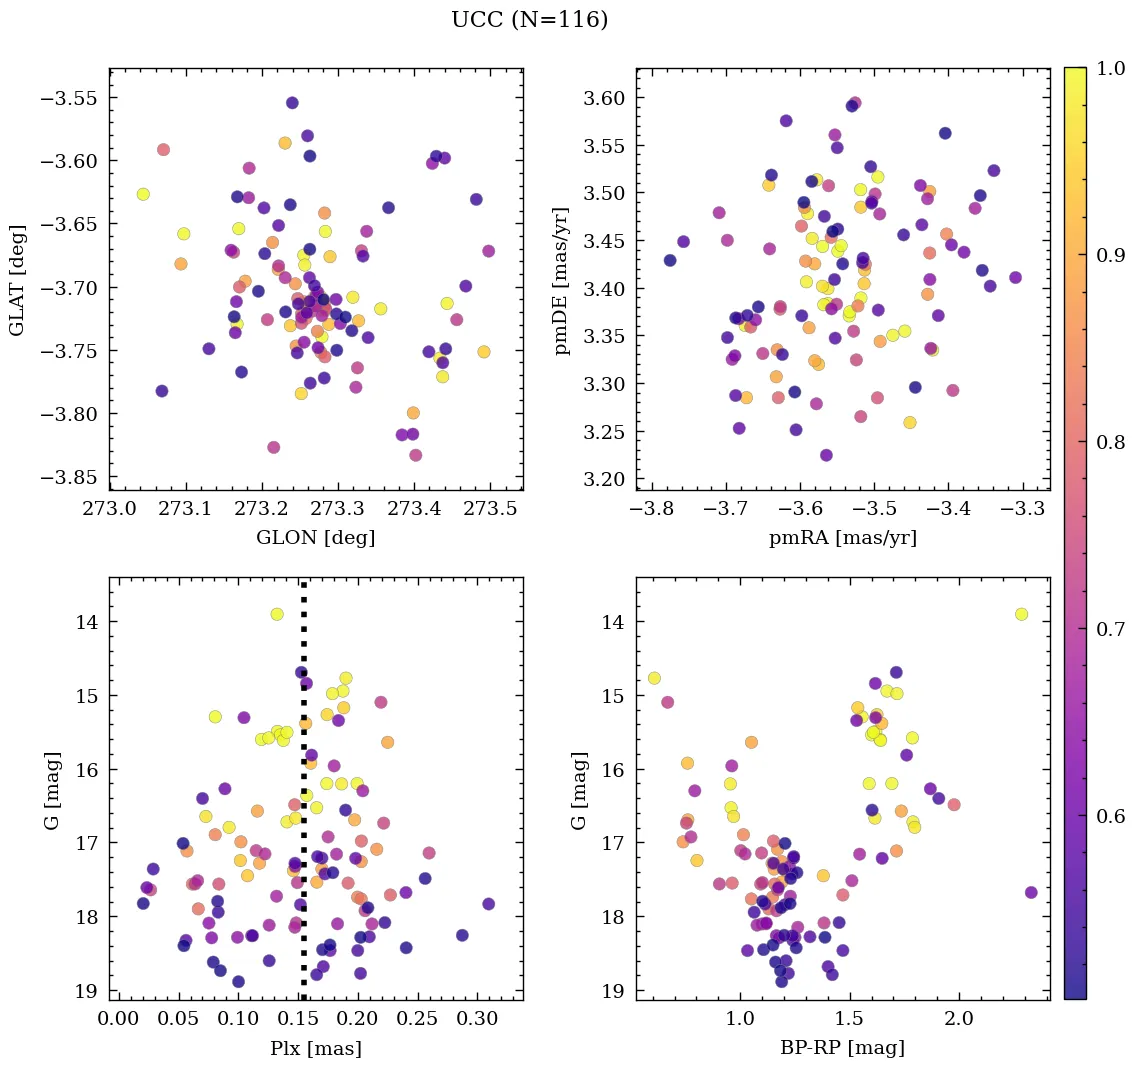 UCC (N=116)
−3.55
−3.60
−3.65
−3.70
−3.75
−3.80
−3.85
GLAT [deg]
273.0 273.1 273.2 273.3 273.4 273.5
GLON [deg]
3.60
3.55
3.50
3.45
3.40
3.35
3.30
3.25
3.20
pmDE [mas/yr]
−3.8 −3.7 −3.6 −3.5 −3.4 −3.3
pmRA [mas/yr]
14
15
16
17
18
19
G [mag]
0.00 0.05 0.10 0.15 0.20 0.25 0.30
Plx [mas]
14
15
16
17
18
19
G [mag]
1.0 1.5 2.0
BP-RP [mag]
1.0
0.9
0.8
0.7
0.6